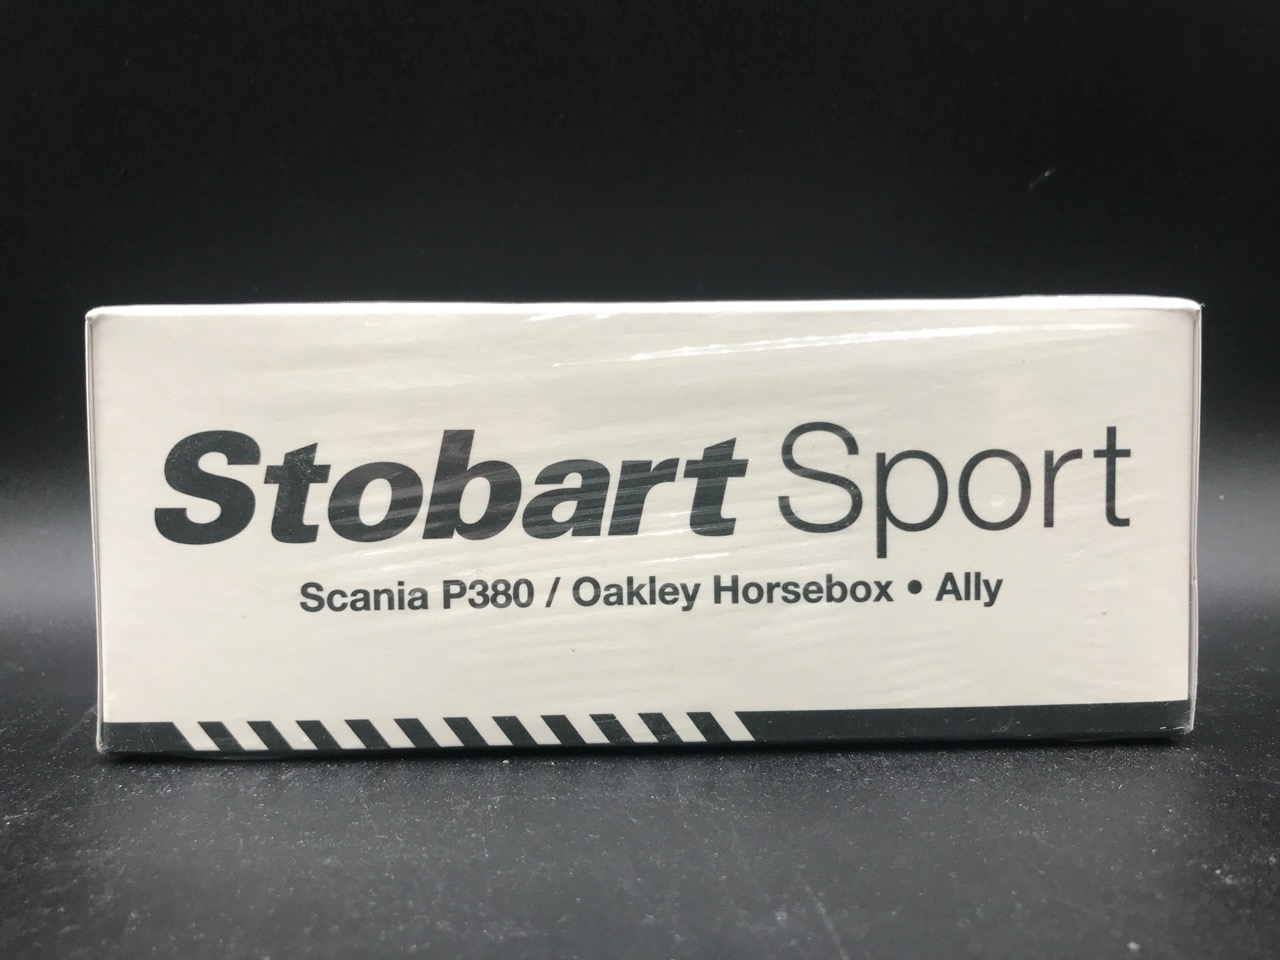 Stobart Sport
Scania P380 / Oakley Horsebox • Ally